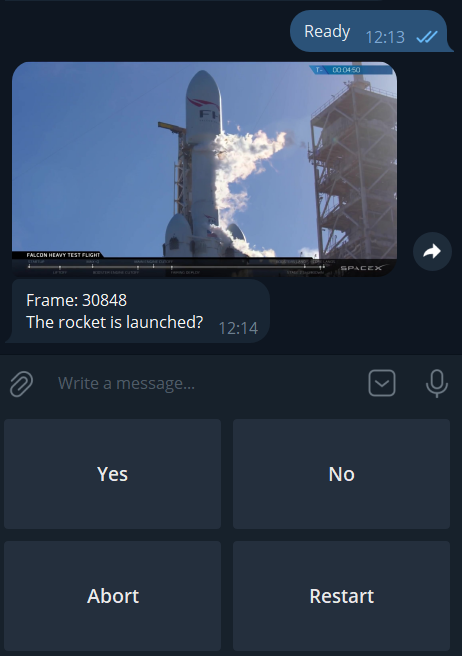 Ready
12:13
T-
00:04:50
FALCON HEAVY TEST FLIGHT
SPACEX
Frame: 30848
The rocket is launched?
12:14
Write a message...
Yes
No
Abort
Restart